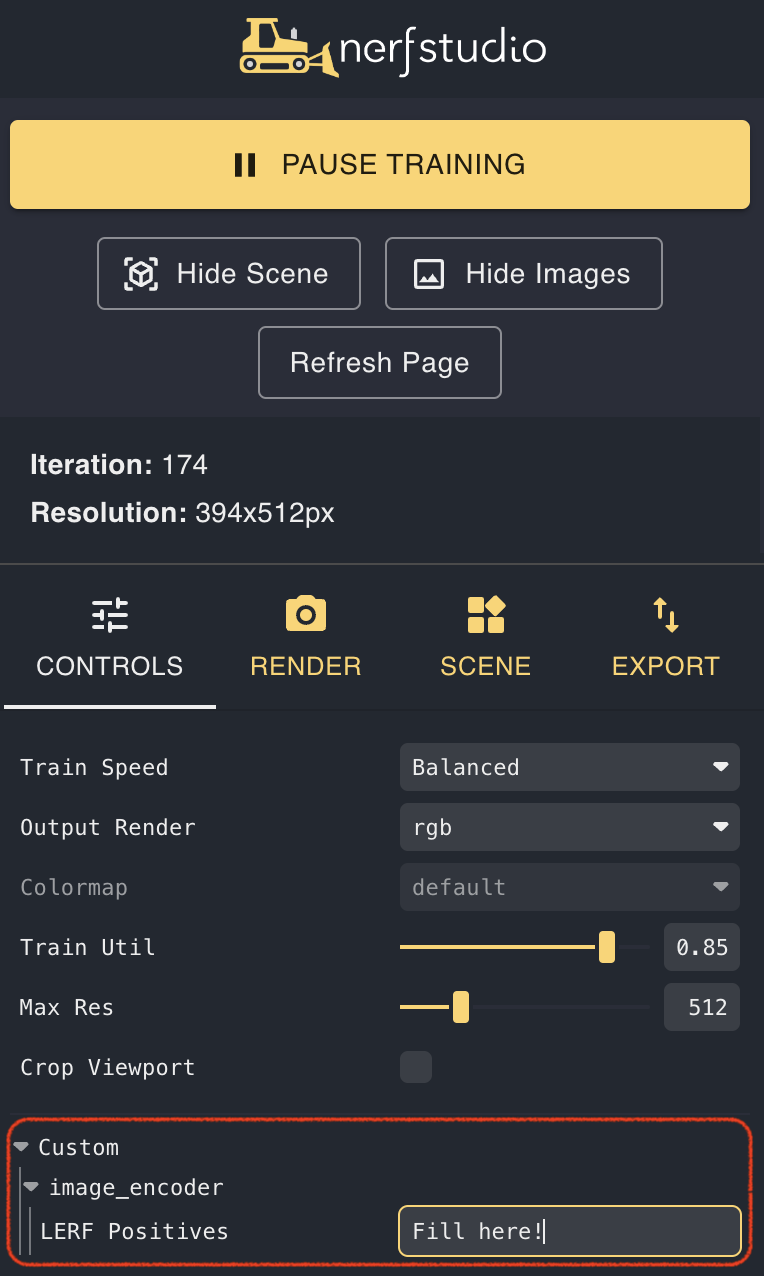 nerfstudio
PAUSE TRAINING
Hide Scene Hide Images
Refresh Page
Iteration: 174
Resolution: 394x512px
CONTROLS RENDER SCENE EXPORT
Train Speed Balanced
Output Render rgb
Colormap default
Train Util 0.85
Max Res 512
Crop Viewport
Custom
image_encoder
LERF Positives Fill here!